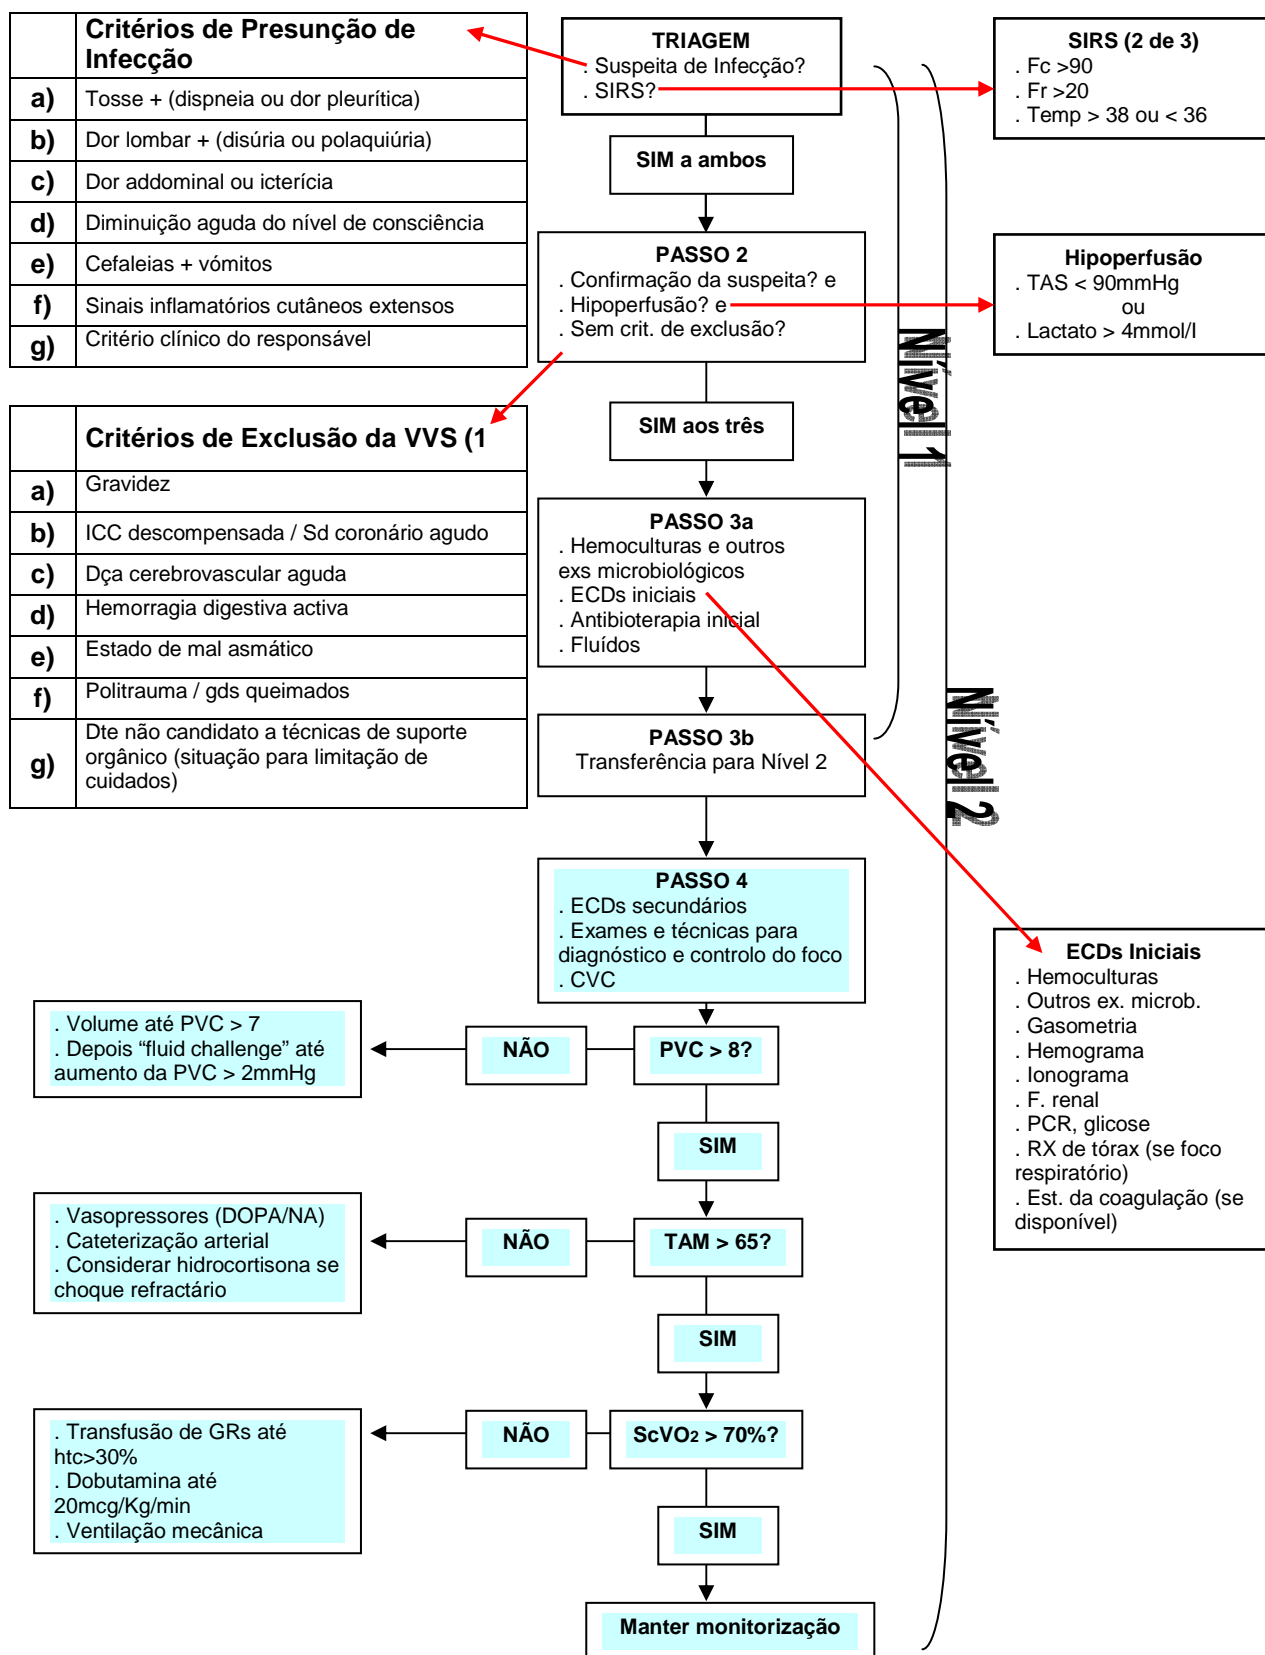 Critérios de Presunção de
Infecção
a) Tosse + (dispneia ou dor pleurítica)
b) Dor lombar + (disúria ou polaquiúria)
c) Dor addominal ou icterícia
d) Diminuição aguda do nível de consciência
e) Cefaleias + vómitos
f) Sinais inflamatórios cutâneos extensos
g) Critério clínico do responsável
TRIAGEM
. Suspeita de Infecção?
. SIRS?
SIRS (2 de 3)
. Fc >90
. Fr >20
. Temp > 38 ou < 36
SIM a ambos
PASSO 2
. Confirmação da suspeita? e
. Hipoperfusão? e
. Sem crit. de exclusão?
Hipoperfusão
. TAS < 90mmHg
ou
. Lactato > 4mmol/l
Nível 1
Critérios de Exclusão da VVS (1
a) Gravidez
b) ICC descompensada / Sd coronário agudo
c) Dça cerebrovascular aguda
d) Hemorragia digestiva activa
e) Estado de mal asmático
f) Politrauma / gds queimados
g) Dte não candidato a técnicas de suporte
orgânico (situação para limitação de
cuidados)
SIM aos três
PASSO 3a
. Hemoculturas e outros
exs microbiológicos
. ECDs iniciais
. Antibioterapia inicial
. Fluídos
PASSO 3b
Transferência para Nível 2
Nível 2
PASSO 4
. ECDs secundários
. Exames e técnicas para
diagnóstico e controlo do foco
. CVC
ECDs Iniciais
. Hemoculturas
. Outros ex. microb.
. Gasometria
. Hemograma
. Ionograma
. F. renal
. PCR, glicose
. RX de tórax (se foco
respiratório)
. Est. da coagulação (se
disponível)
. Volume até PVC > 7
. Depois “fluid challenge” até
aumento da PVC > 2mmHg
NÃO
PVC > 8?
SIM
. Vasopressores (DOPA/NA)
. Cateterização arterial
. Considerar hidrocortisona se
choque refractário
NÃO
TAM > 65?
SIM
. Transfusão de GRs até
htc>30%
. Dobutamina até
20mcg/Kg/min
. Ventilação mecânica
NÃO
ScVO2 > 70%?
SIM
Manter monitorização